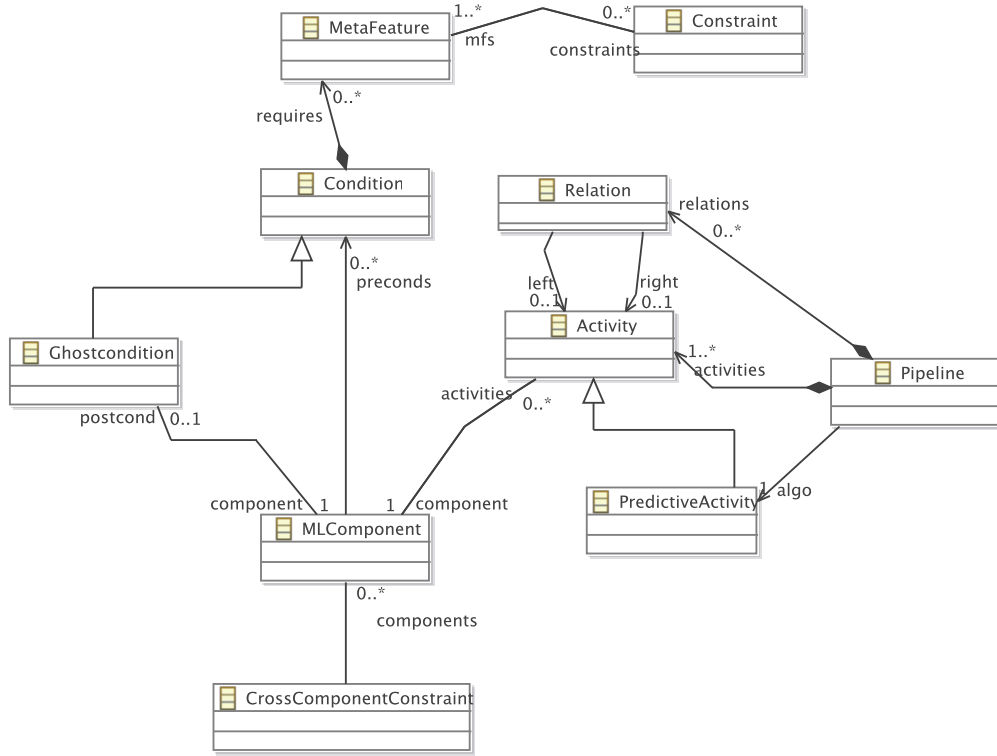 MetaFeature
1..*
mfs
0..*
constraints
Constraint
0..*
requires
Condition
Relation
relations
0..*
0..*
preconds
left
0..1
right
0..1
Activity
Ghostcondition
1..*
activities
Pipeline
postcond
0..1
activities
0..*
component
1
1
component
PredictiveActivity
1
algo
MLComponent
0..*
components
CrossComponentConstraint